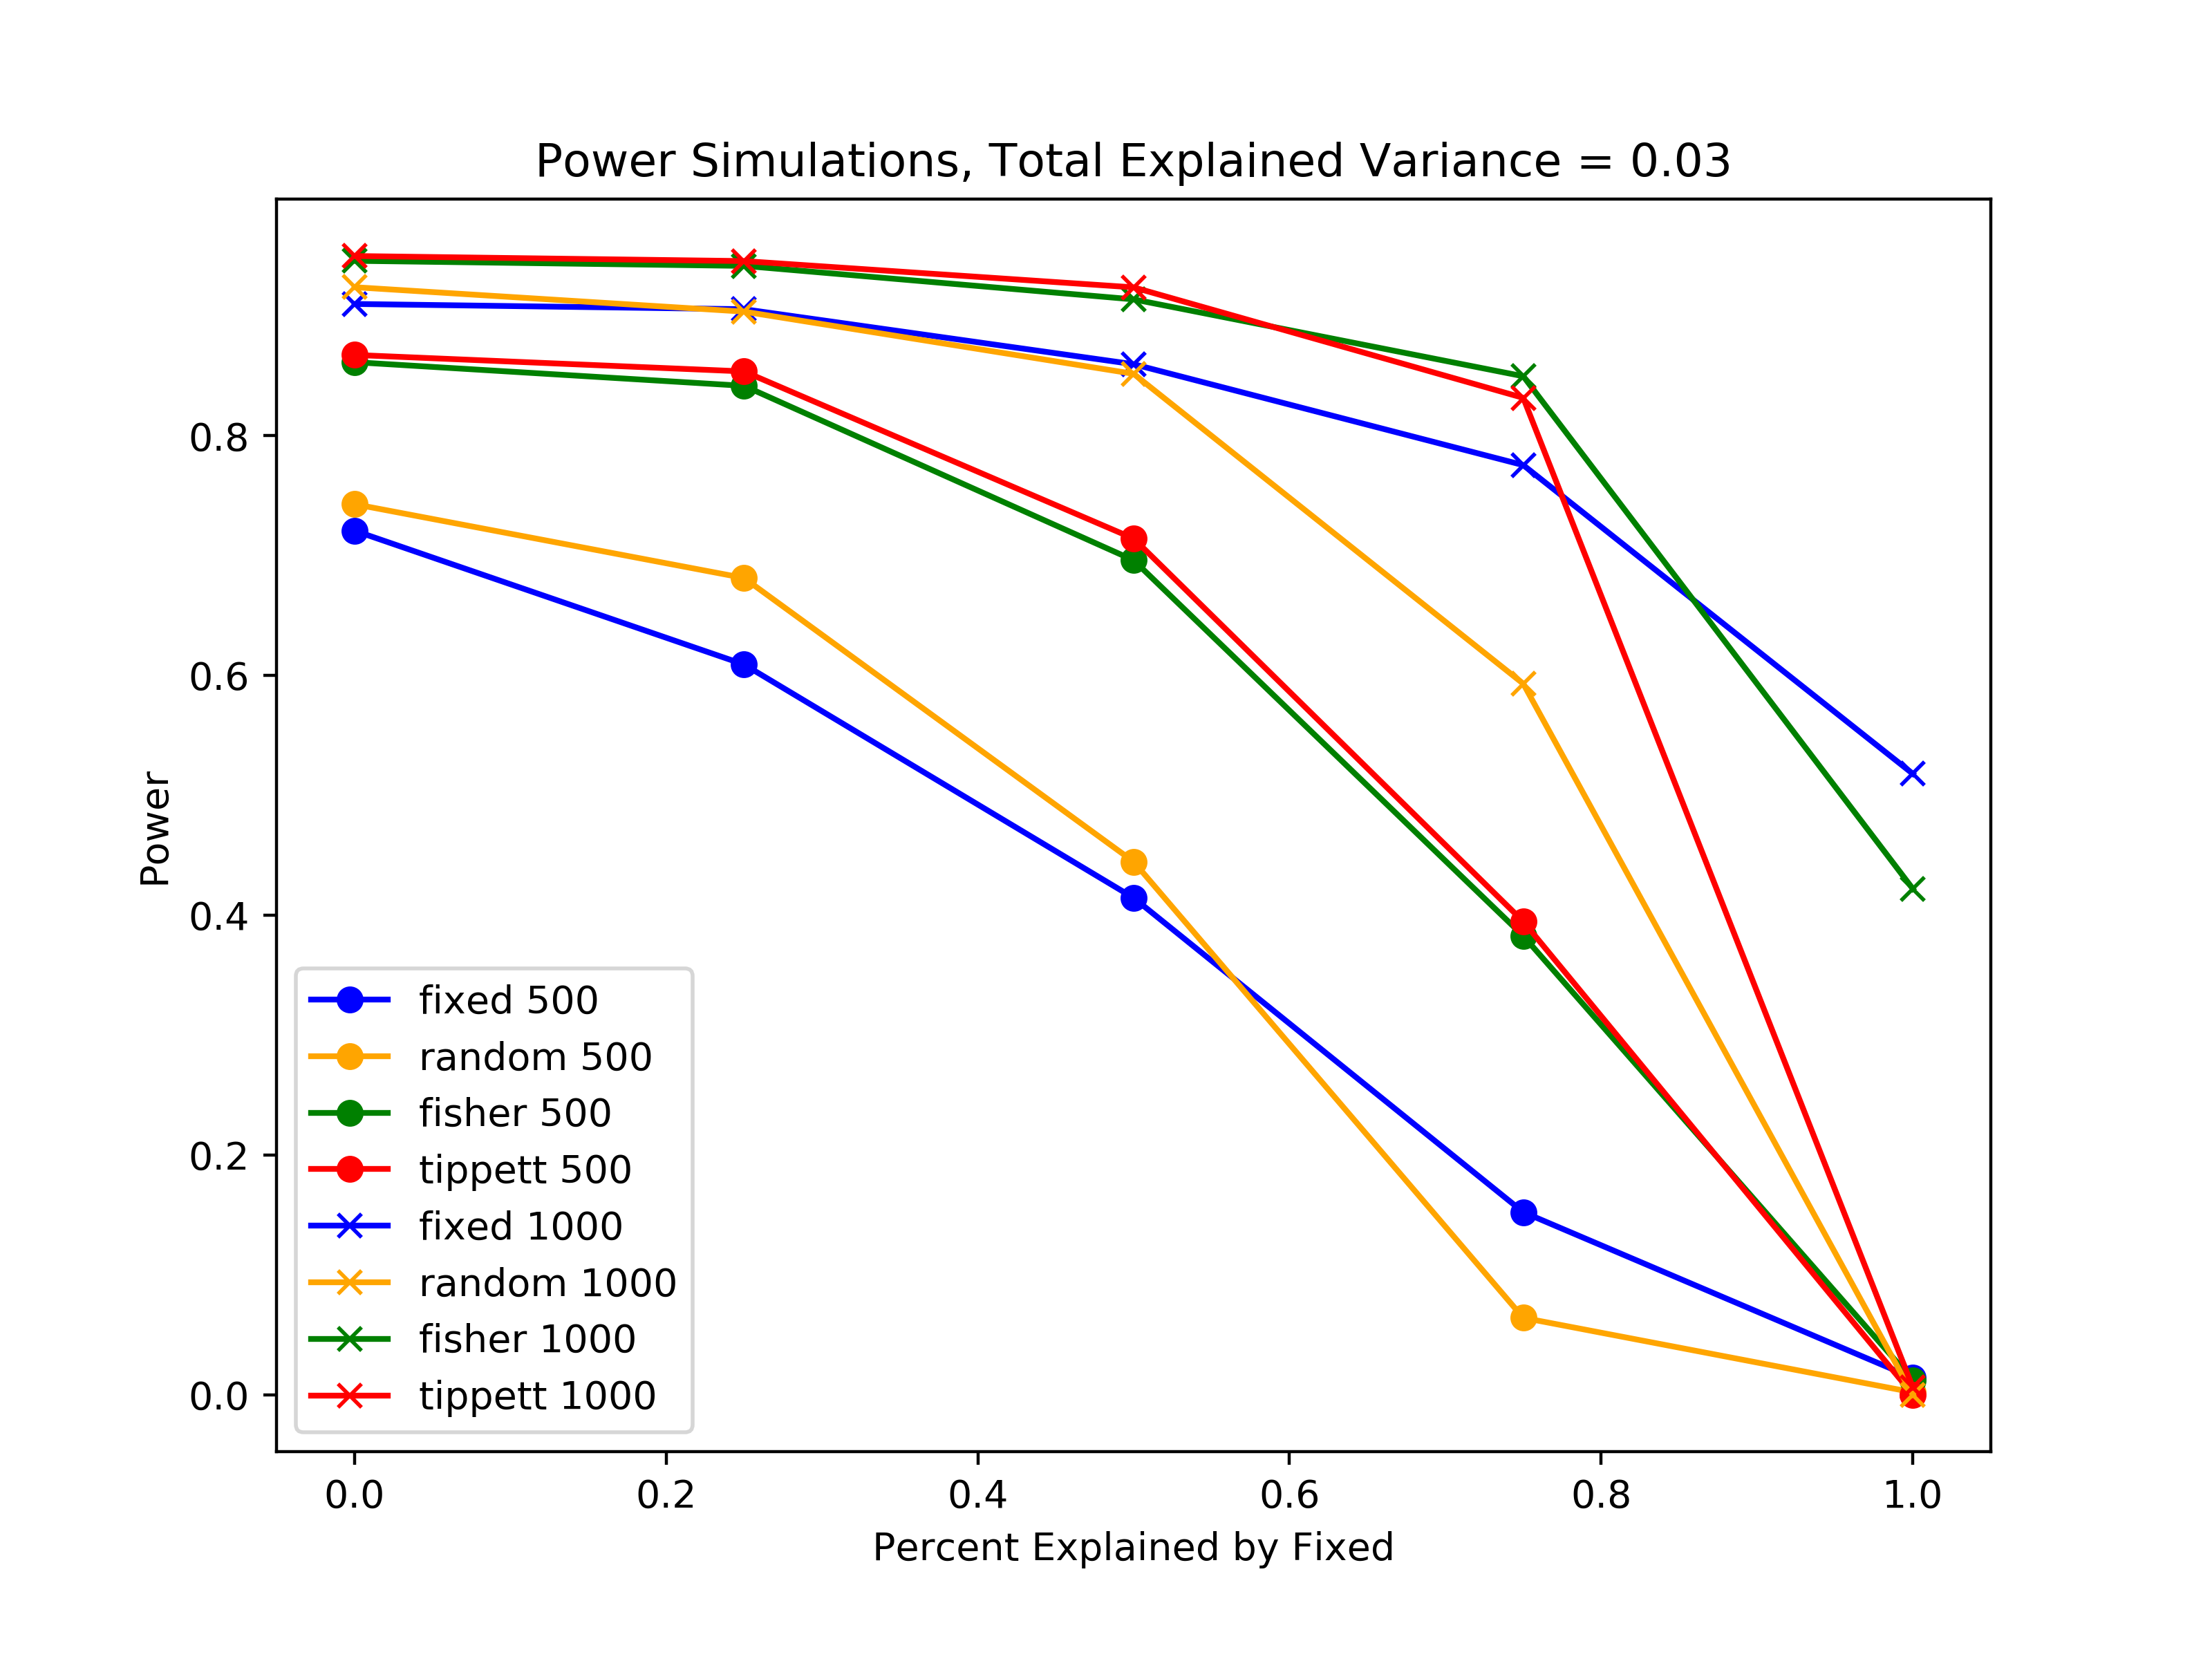 Power Simulations, Total Explained Variance = 0.03
Power
0.8
0.6
0.4
0.2
0.0
fixed 500
random 500
fisher 500
tippett 500
fixed 1000
random 1000
fisher 1000
tippett 1000
0.0 0.2 0.4 0.6 0.8 1.0
Percent Explained by Fixed